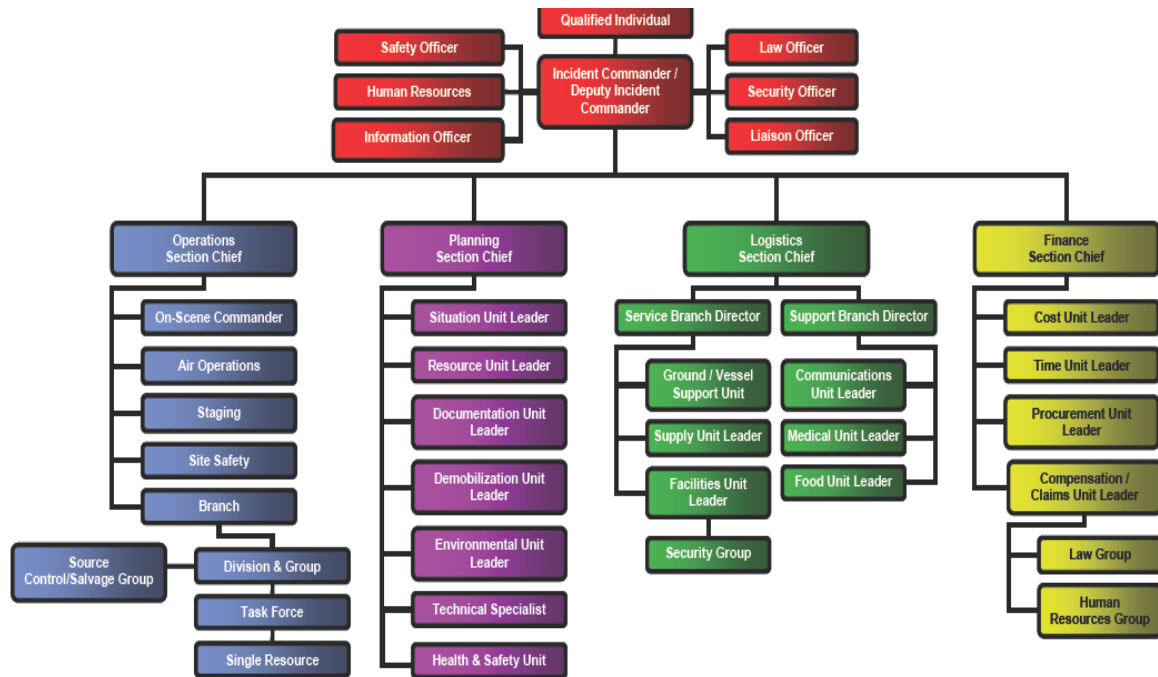 Qualified Individual
Safety Officer
Human Resources
Information Officer
Incident Commander /
Deputy Incident
Commander
Law Officer
Security Officer
Liaison Officer
Operations
Section Chief
On-Scene Commander
Air Operations
Staging
Site Safety
Branch
Source
Control/Salvage Group
Division & Group
Task Force
Single Resource
Planning
Section Chief
Situation Unit Leader
Resource Unit Leader
Documentation Unit
Leader
Demobilization Unit
Leader
Environmental Unit
Leader
Technical Specialist
Health & Safety Unit
Logistics
Section Chief
Service Branch Director
Ground / Vessel
Support Unit
Supply Unit Leader
Facilities Unit
Leader
Security Group
Support Branch Director
Communications
Unit Leader
Medical Unit Leader
Food Unit Leader
Finance
Section Chief
Cost Unit Leader
Time Unit Leader
Procurement Unit
Leader
Compensation /
Claims Unit Leader
Law Group
Human
Resources Group